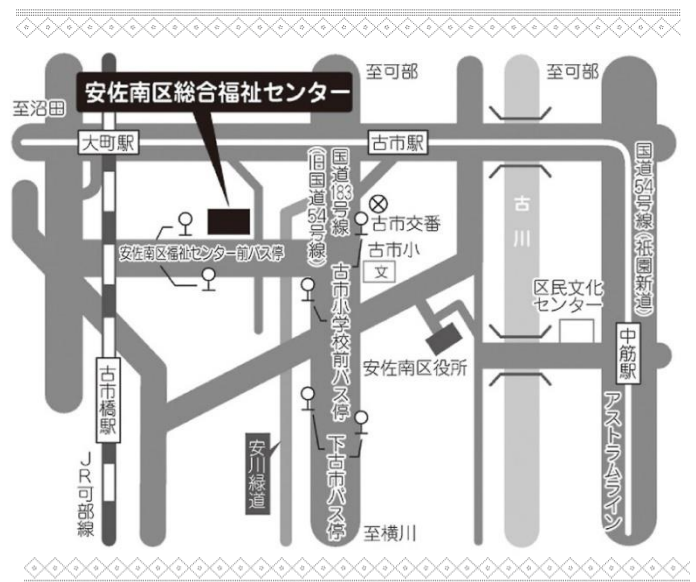 至可部
至可部
安佐南区総合福祉センター
至沼田
大町駅
古市駅
国道183号線
(旧国道54号線)
国道54号線(祇園新道)
古川
古市交番
古市小
文
安佐南区福祉センター前バス停
古市小学校前バス停
区民文化
センター
中筋駅
安佐南区役所
古市橋駅
アストラムライン
下古市バス停
安川緑道
JR可部線
至横川